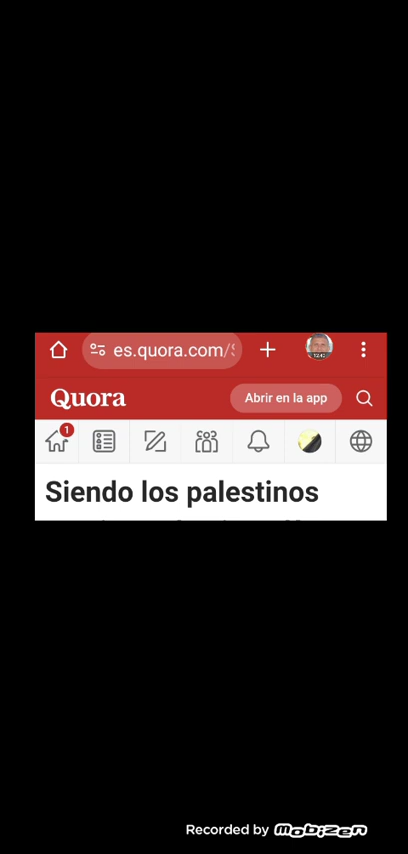 es.quora.com/
Quora
Abrir en la app
1
Siendo los palestinos
Recorded by Mobizen